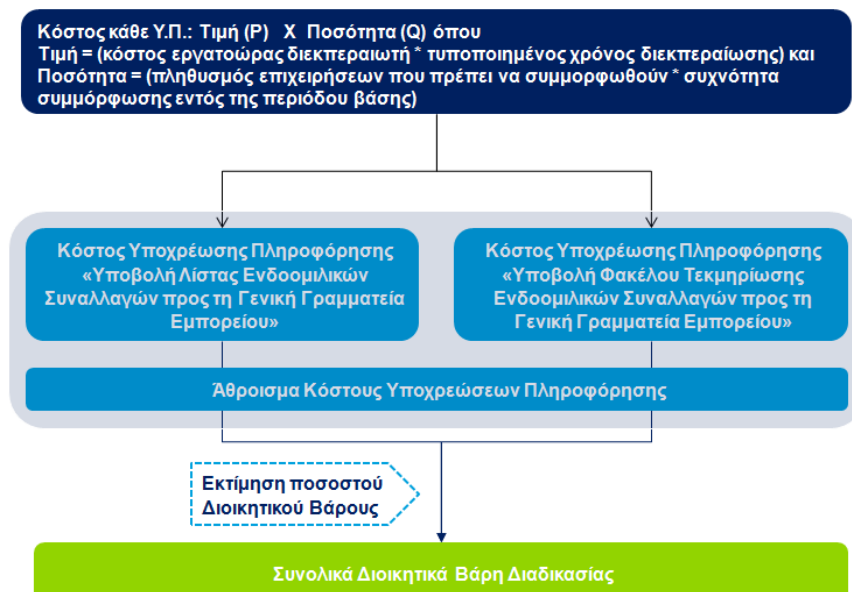 Κόστος κάθε Υ.Π.: Τιμή (P) X Ποσότητα (Q) όπου
Τιμή = (κόστος εργατοώρας διεκπεραιωτή * τυποποιημένος χρόνος διεκπεραίωσης) και
Ποσότητα = (πληθυσμός επιχειρήσεων που πρέπει να συμμορφωθούν * συχνότητα
συμμόρφωσης εντός της περιόδου βάσης)
Κόστος Υποχρέωσης Πληροφόρησης
«Υποβολή Λίστας Ενδοομιλικών
Συναλλαγών προς τη Γενική Γραμματεία
Εμπορείου»
Κόστος Υποχρέωσης Πληροφόρησης
«Υποβολή Φακέλου Τεκμηρίωσης
Ενδοομιλικών Συναλλαγών προς τη
Γενική Γραμματεία Εμπορείου»
Άθροισμα Κόστους Υποχρεώσεων Πληροφόρησης
Εκτίμηση ποσοστού
Διοικητικού Βάρους
Συνολικά Διοικητικά Βάρη Διαδικασίας